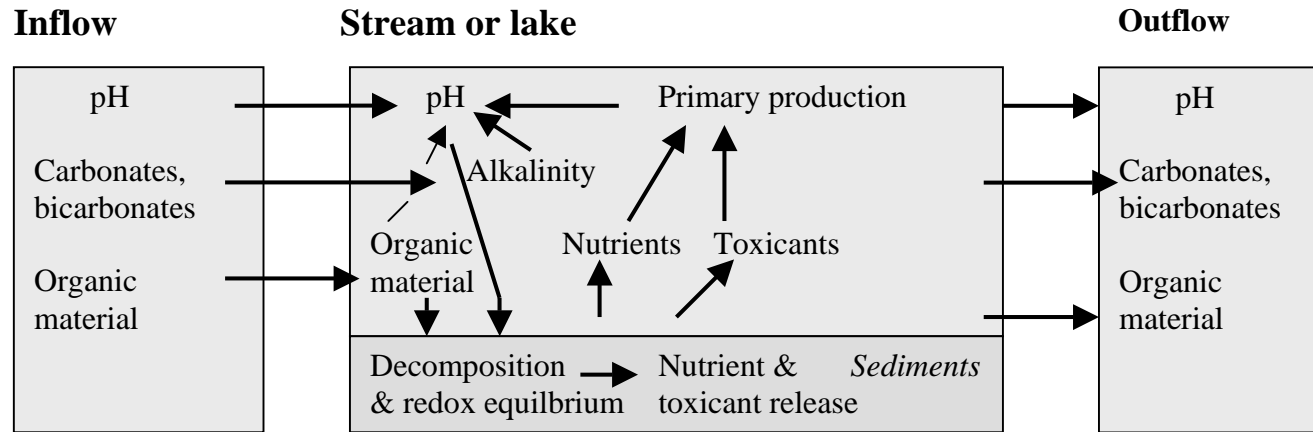 Inflow
Stream or lake
Outflow
pH
Carbonates,
bicarbonates
Organic
material
pH
Primary production
Alkalinity
Organic
material
Nutrients
Toxicants
Decomposition
& redox equilbrium
Nutrient &
toxicant release
Sediments
pH
Carbonates,
bicarbonates
Organic
material